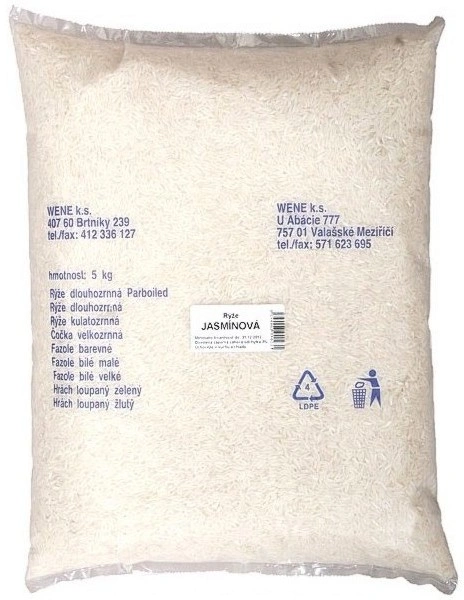 WENE k.s.
407 60 Brtníky 239
tel./fax: 412 336 127
WENE k.s.
U Abácie 777
757 01 Valašské Meziříčí
tel./fax: 571 623 695
hmotnost: 5 kg
Rýže dlouhozrnná Parboiled
Rýže dlouhozrnná
Rýže kulatozrnná
Čočka velkozrnná
Fazole barevné
Fazole bílé malé
Fazole bílé velké
Hrách loupaný zelený
Hrách loupaný žlutý
Rýže
JASMÍNOVÁ
4
LDPE